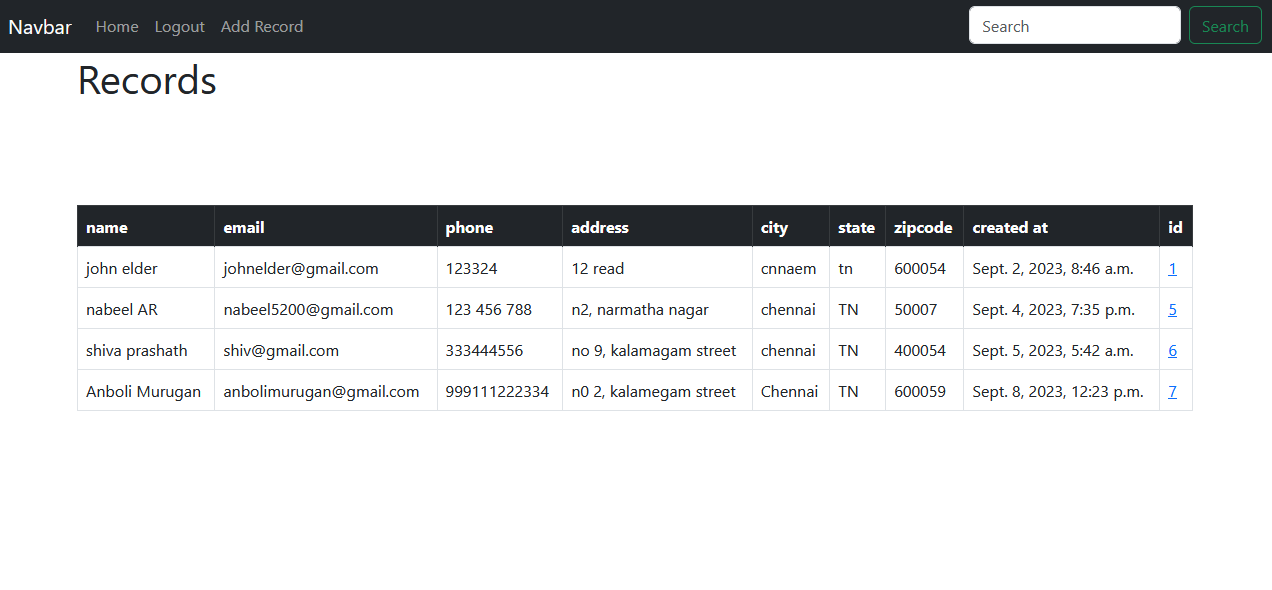 Navbar Home Logout Add Record Search Search
Records
name email phone address city state zipcode created at id
john elder johnelder@gmail.com 123324 12 read cnnaem tn 600054 Sept. 2, 2023, 8:46 a.m. 1
nabeel AR nabeel5200@gmail.com 123 456 788 n2, narmatha nagar chennai TN 50007 Sept. 4, 2023, 7:35 p.m. 5
shiva prashath shiv@gmail.com 333444556 no 9, kalamagam street chennai TN 400054 Sept. 5, 2023, 5:42 a.m. 6
Anboli Murugan anbolimurugan@gmail.com 999111222334 n0 2, kalamegam street Chennai TN 600059 Sept. 8, 2023, 12:23 p.m. 7